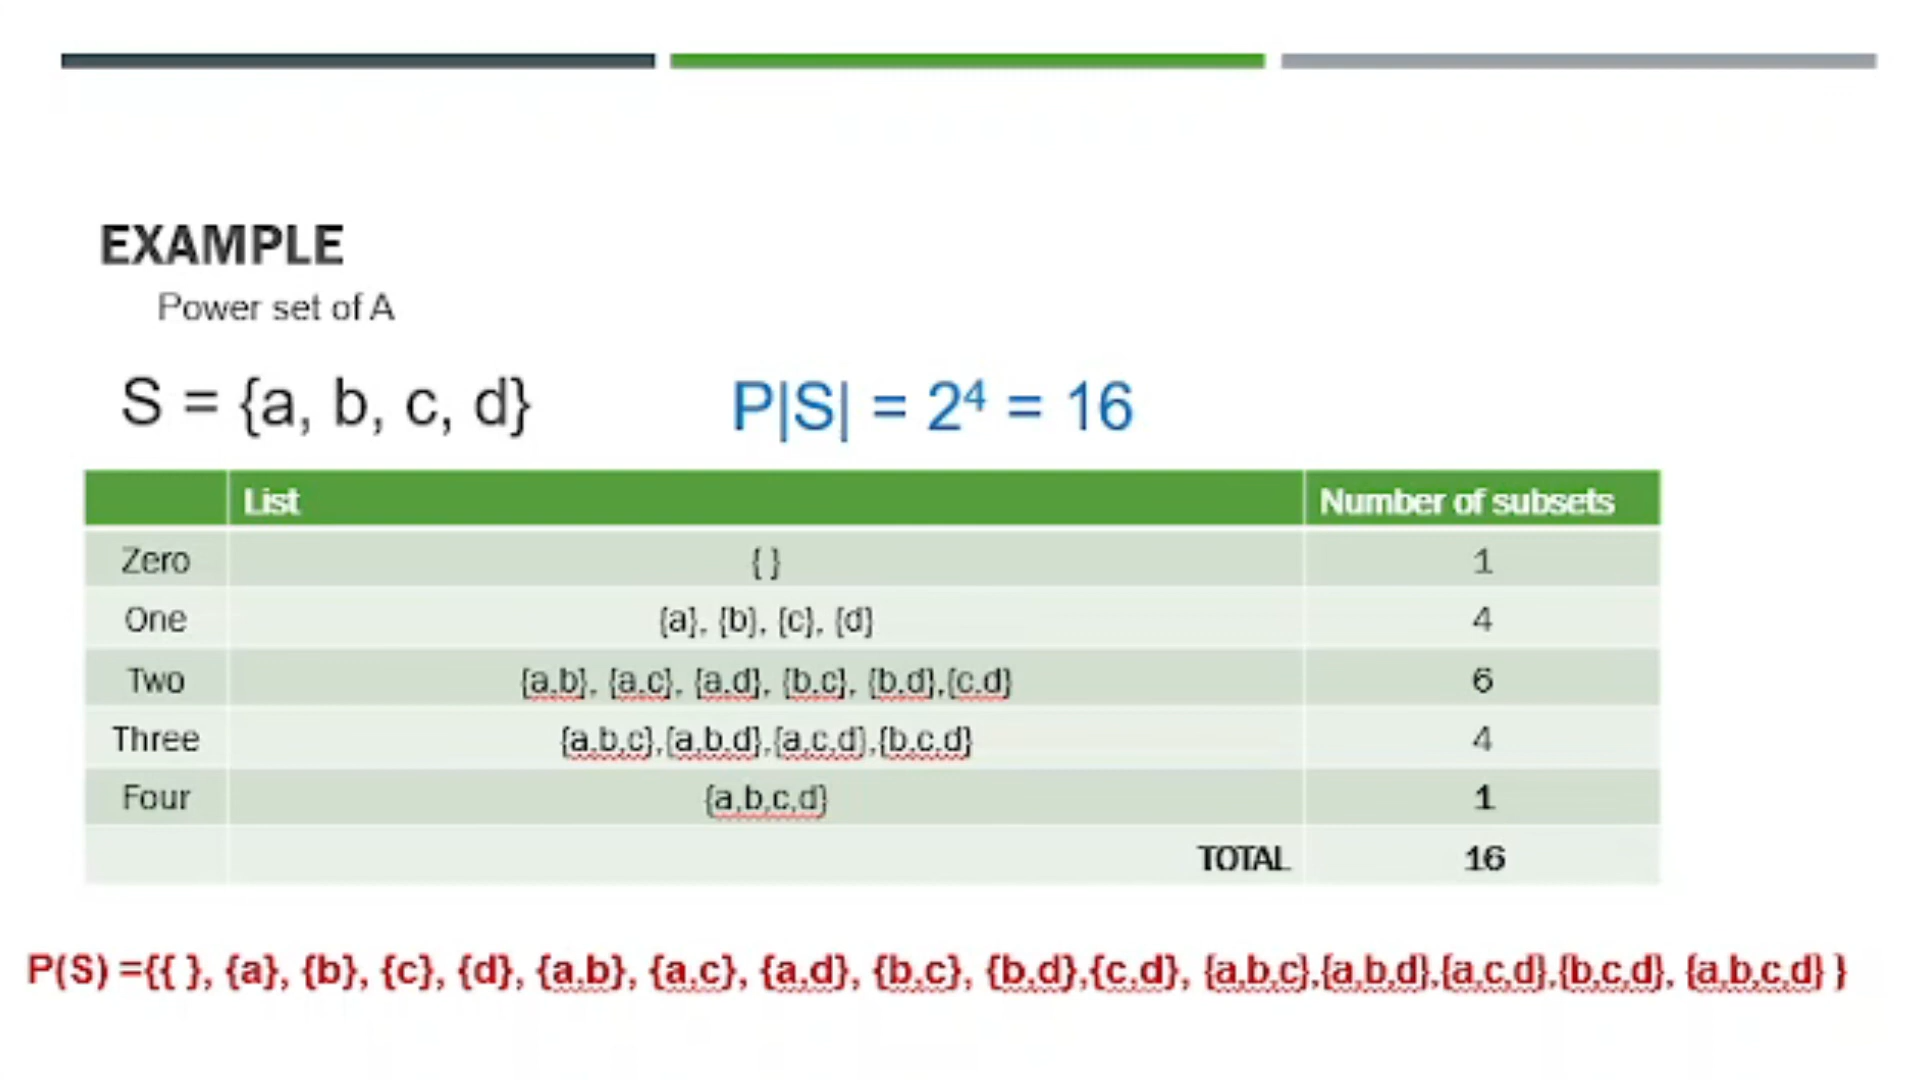 EXAMPLE
Power set of A
S = {a, b, c, d}
P|S| = 2⁴ = 16
List Number of subsets
Zero { } 1
One {a}, {b}, {c}, {d} 4
Two {a,b}, {a,c}, {a,d}, {b,c}, {b,d},{c,d} 6
Three {a,b,c},{a,b,d},{a,c,d},{b,c,d} 4
Four {a,b,c,d} 1
TOTAL 16
P(S) ={{ }, {a}, {b}, {c}, {d}, {a,b}, {a,c}, {a,d}, {b,c}, {b,d},{c,d}, {a,b,c},{a,b,d},{a,c,d},{b,c,d}, {a,b,c,d} }